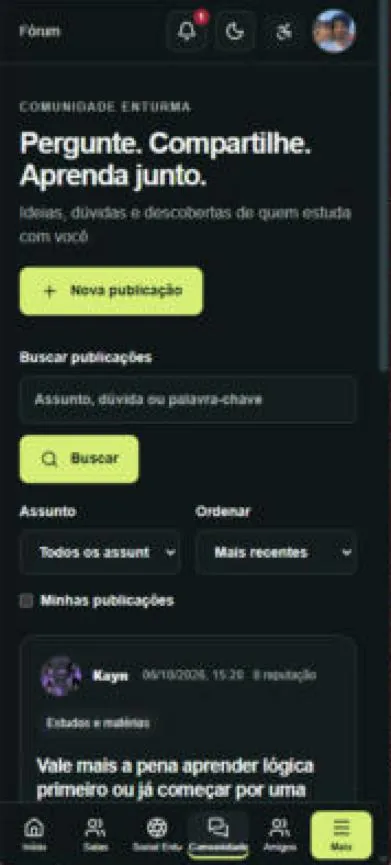 Fórum
1
COMUNIDADE ENTURMA
Pergunte. Compartilhe.
Aprenda junto.
Ideias, dúvidas e descobertas de quem estuda
com você
+ Nova publicação
Buscar publicações
Assunto, dúvida ou palavra-chave
Buscar
Assunto Ordenar
Todos os assunt Mais recentes
Minhas publicações
Kayn 06/10/2026, 15:20 0 reputação
Estudos e matérias
Vale mais a pena aprender lógica
primeiro ou já começar por uma
Início Salas Social Entu Comunidade Amigos Mais